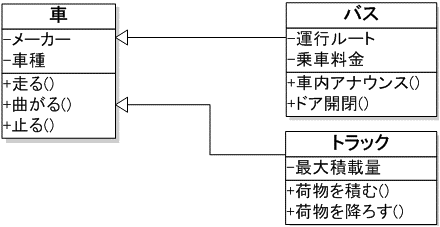 車
-メーカー
-車種
+走る()
+曲がる()
+止る()
バス
-運行ルート
-乗車料金
+車内アナウンス()
+ドア開閉()
トラック
-最大積載量
+荷物を積む()
+荷物を降ろす()